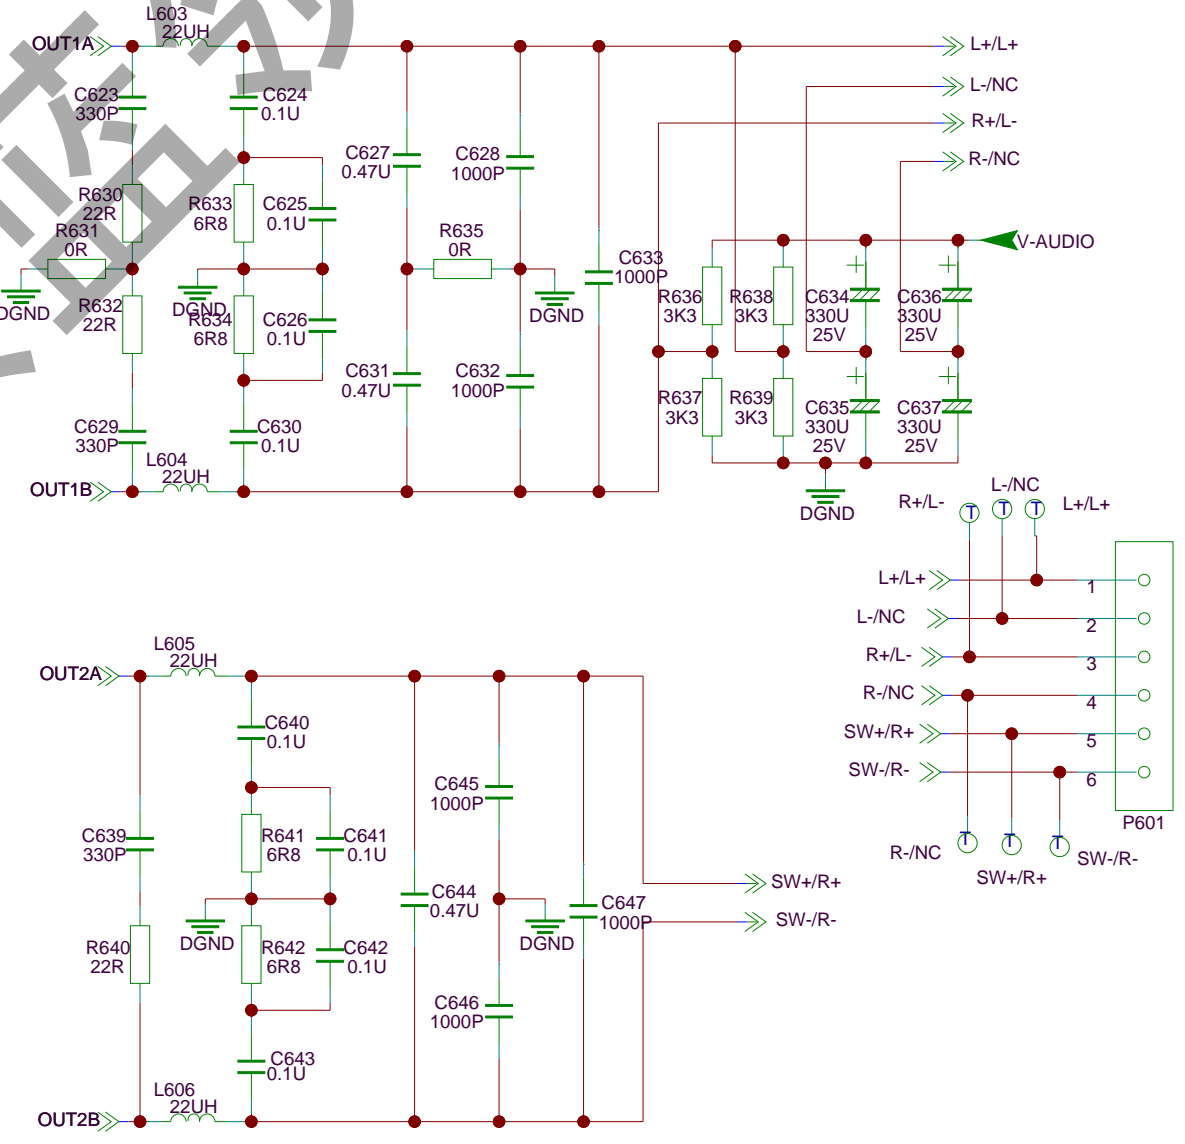 L603
22UH
OUT1A
L+/L+
L-/NC
R+/L-
R-/NC
C623
330P
C624
0.1U
C627
0.47U
C628
1000P
R630
22R
R633
6R8
C625
0.1U
R631
0R
R635
0R
C633
1000P
V-AUDIO
DGND
R632
22R
DGND
R634
6R8
C626
0.1U
DGND
R636
3K3
R638
3K3
C634
330U
25V
C636
330U
25V
C631
0.47U
C632
1000P
R637
3K3
R639
3K3
C635
330U
25V
C637
330U
25V
C629
330P
C630
0.1U
L604
22UH
OUT1B
DGND
R+/L-
L-/NC
L+/L+
T
T
T
L+/L+
1
L-/NC
2
R+/L-
3
R-/NC
4
SW+/R+
5
SW-/R-
6
P601
T
T
T
R-/NC
SW+/R+
SW-/R-
L605
22UH
OUT2A
C640
0.1U
C645
1000P
C639
330P
R641
6R8
C641
0.1U
C644
0.47U
C647
1000P
SW+/R+
SW-/R-
DGND
DGND
R640
22R
R642
6R8
C642
0.1U
C646
1000P
C643
0.1U
L606
22UH
OUT2B